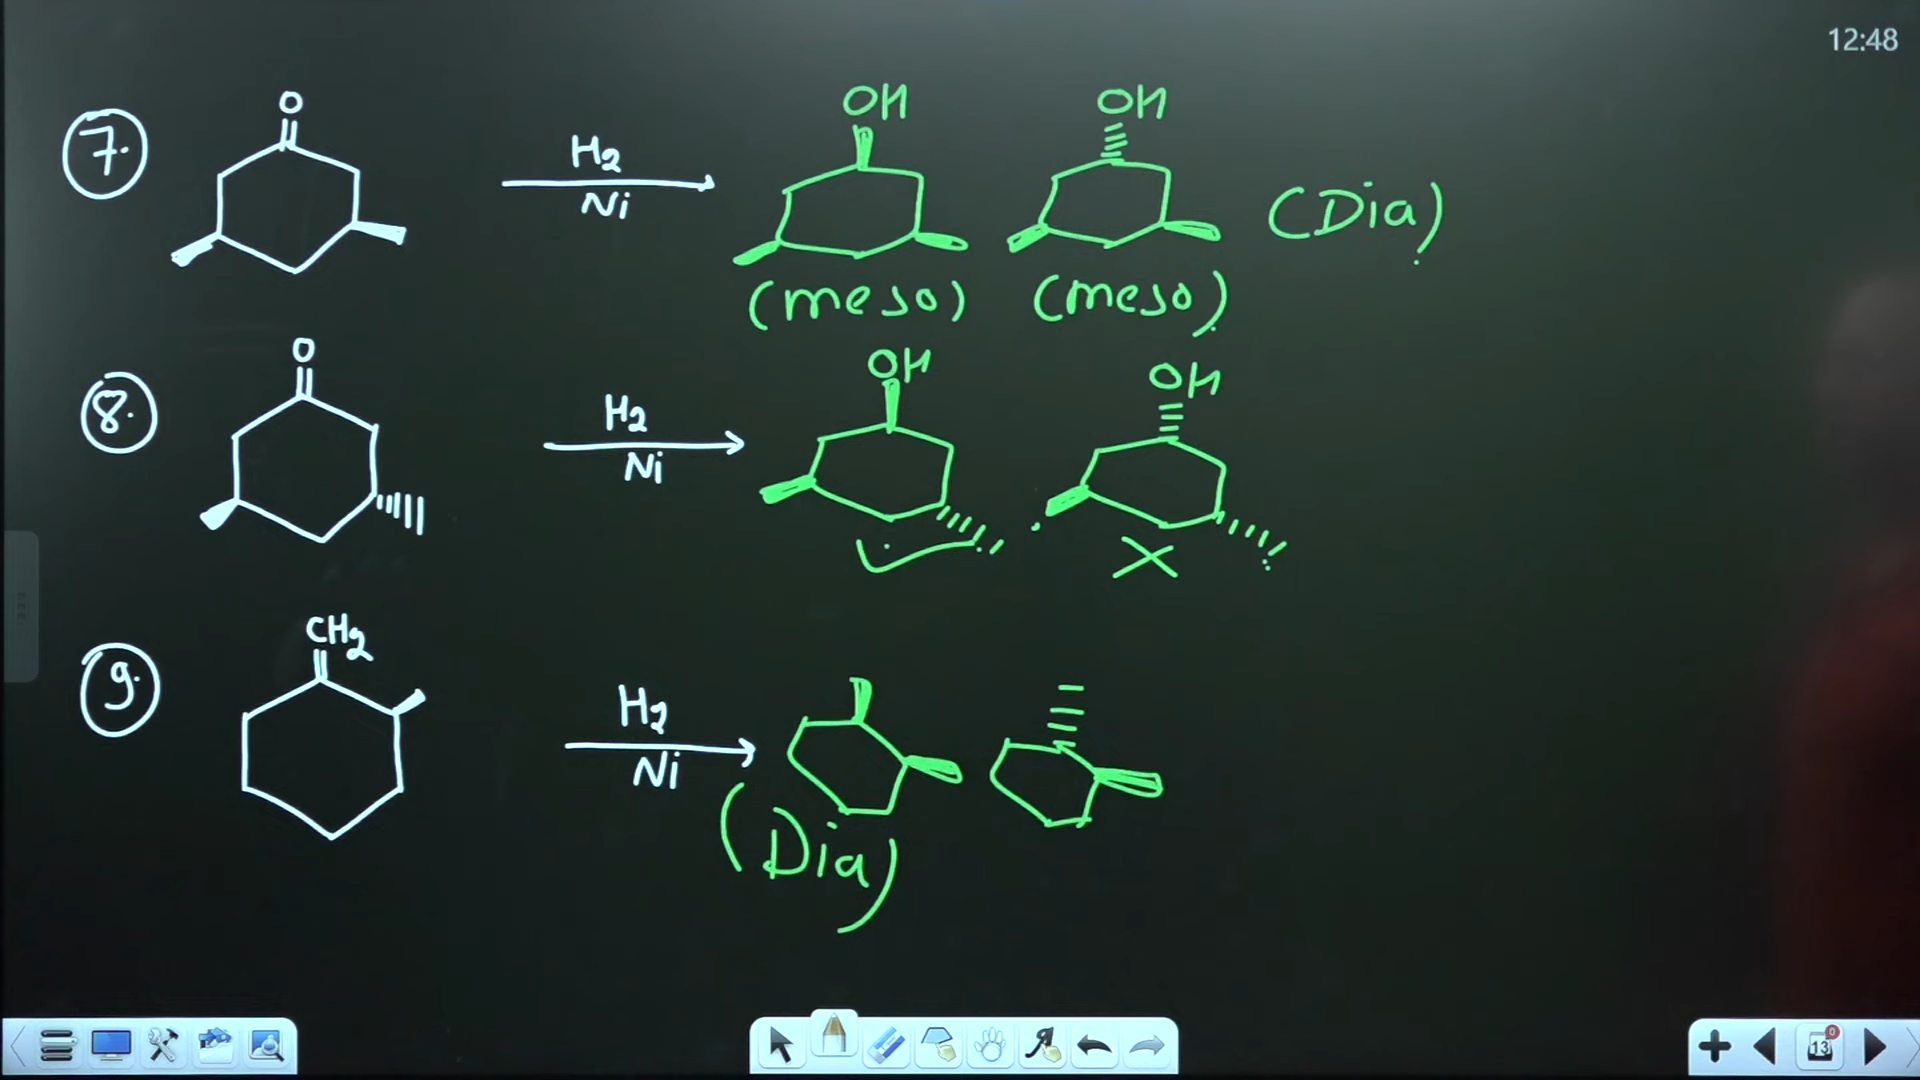 12:48
7.
O
H2
Ni
OH
OH
(Dia)
(meso)
(meso)
8.
O
H2
Ni
OH
OH
X
9.
CH2
H2
Ni
(Dia)
13
0